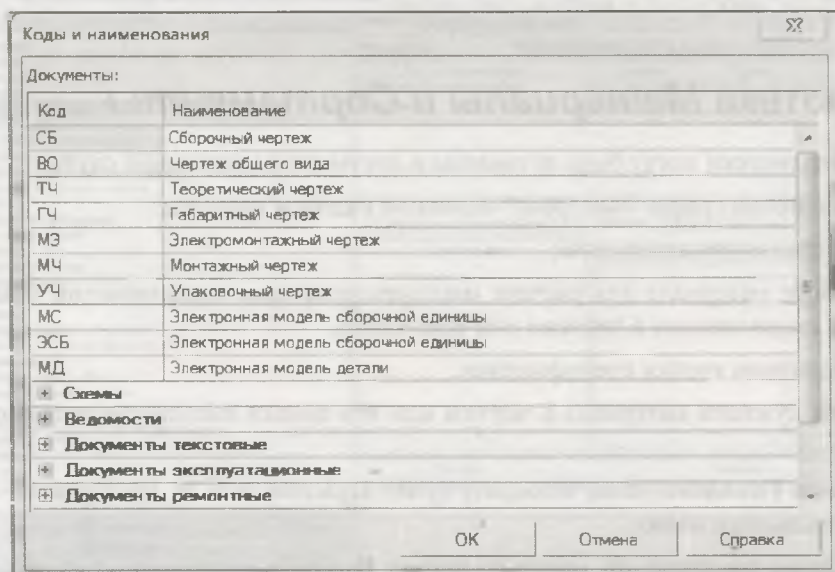 Коды и наименования
Документы:
Код Наименование
СБ Сборочный чертеж
ВО Чертеж общего вида
ТЧ Теоретический чертеж
ГЧ Габаритный чертеж
МЭ Электромонтажный чертеж
МЧ Монтажный чертеж
УЧ Упаковочный чертеж
МС Электронная модель сборочной единицы
ЭСБ Электронная модель сборочной единицы
МД Электронная модель детали
Схемы
Ведомости
Документы текстовые
Документы эксплуатационные
Документы ремонтные
OK Отмена Справка